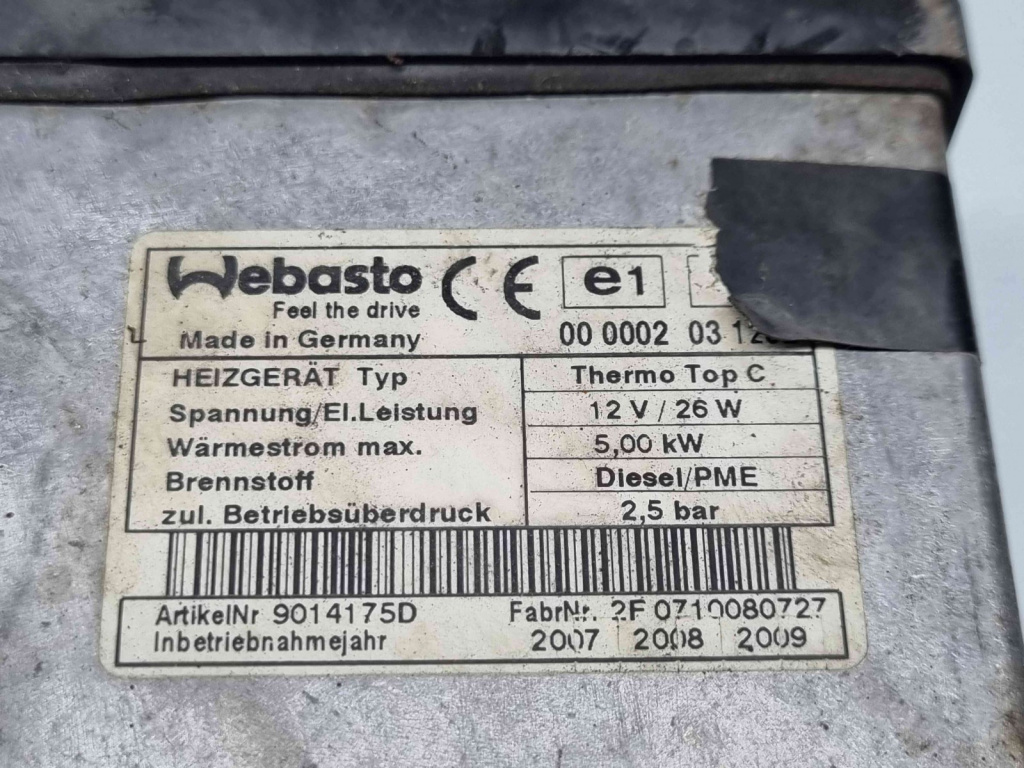 Webasto
Feel the drive
CE e1
Made in Germany 00 0002 03
HEIZGERÄT Typ Thermo Top C
Spannung/El.Leistung 12 V / 26 W
Wärmestrom max. 5,00 kW
Brennstoff Diesel/PME
zul. Betriebsüberdruck 2,5 bar
ArtikelNr 9014175D FabrNr. 2F 0710080727
Inbetriebnahmejahr 2007 2008 2009